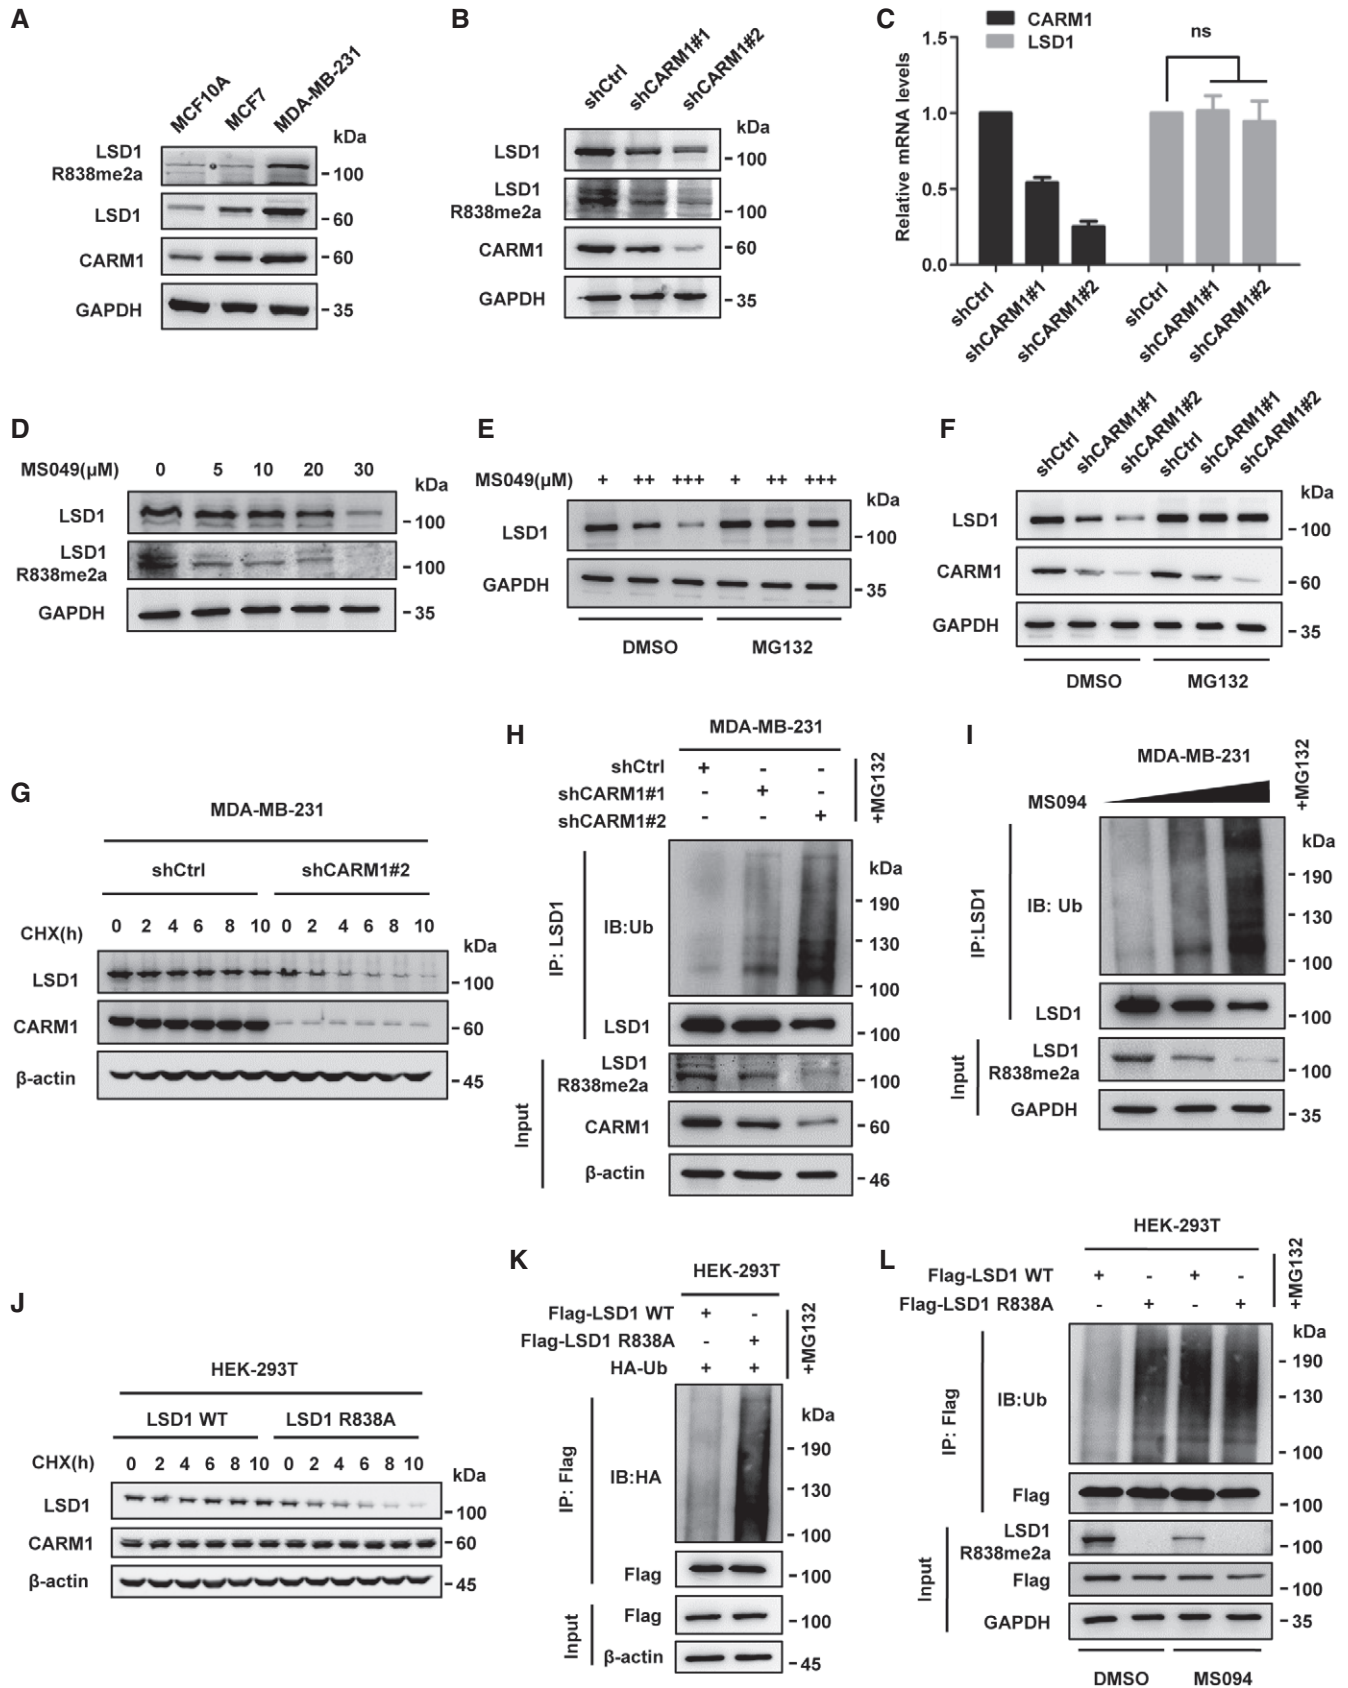 A
MCF10A MCF7 MDA-MB-231
kDa
LSD1
R838me2a
100
LSD1
60
CARM1
60
GAPDH
35
B
shCtrl shCARM1#1 shCARM1#2
kDa
LSD1
100
LSD1
R838me2a
100
CARM1
60
GAPDH
35
C
CARM1
LSD1
Relative mRNA levels
1.5
1.0
0.5
0.0
ns
shCtrl shCARM1#1 shCARM1#2 shCtrl shCARM1#1 shCARM1#2
D
MS049(μM) 0 5 10 20 30
kDa
LSD1
100
LSD1
R838me2a
100
GAPDH
35
E
MS049(μM) + ++ +++ + ++ +++
kDa
LSD1
100
GAPDH
35
DMSO MG132
F
shCtrl shCARM1#1 shCARM1#2 shCtrl shCARM1#1 shCARM1#2
kDa
LSD1
100
CARM1
60
GAPDH
35
DMSO MG132
G
MDA-MB-231
shCtrl shCARM1#2
CHX(h) 0 2 4 6 8 10 0 2 4 6 8 10
kDa
LSD1
100
CARM1
60
β-actin
45
H
MDA-MB-231
shCtrl + - -
shCARM1#1 - + -
shCARM1#2 - - +
+MG132
kDa
IP: LSD1
IB:Ub
190
130
100
LSD1
100
Input
LSD1
R838me2a
100
CARM1
60
β-actin
46
I
MDA-MB-231
MS094
+MG132
kDa
IP:LSD1
IB: Ub
190
130
100
LSD1
100
Input
LSD1
R838me2a
100
GAPDH
35
J
HEK-293T
LSD1 WT LSD1 R838A
CHX(h) 0 2 4 6 8 10 0 2 4 6 8 10
kDa
LSD1
100
CARM1
60
β-actin
45
K
HEK-293T
Flag-LSD1 WT + -
Flag-LSD1 R838A - +
HA-Ub + +
+MG132
kDa
IP: Flag
IB:HA
190
130
100
Flag
100
Input
Flag
100
β-actin
45
L
HEK-293T
Flag-LSD1 WT + - + -
Flag-LSD1 R838A - + - +
+MG132
kDa
IP: Flag
IB:Ub
190
130
100
Flag
100
Input
LSD1
R838me2a
100
Flag
100
GAPDH
35
DMSO MS094